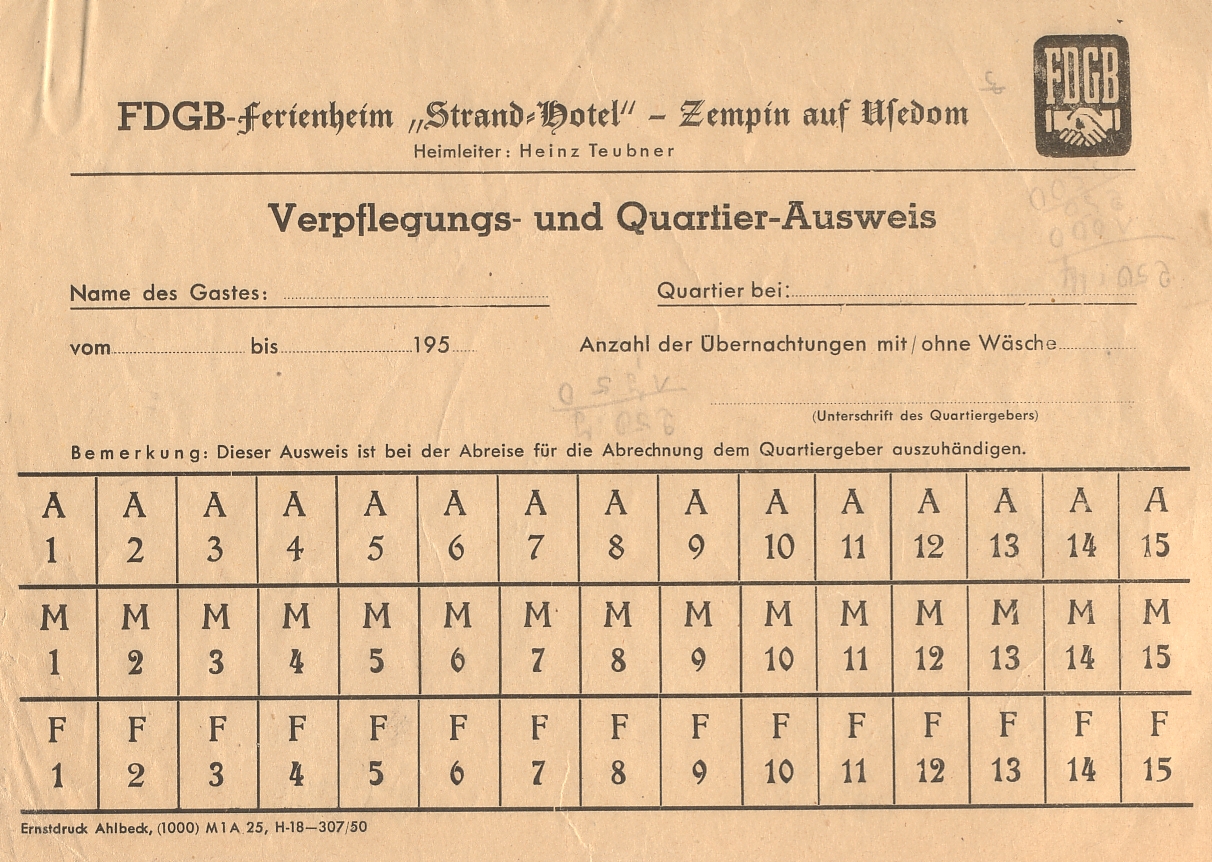 FDGB
FDGB-Ferienheim „Strand-Hotel" – Zempin auf Usedom
Heimleiter: Heinz Teubner
Verpflegungs- und Quartier-Ausweis
Name des Gastes: Quartier bei:
vom bis 195 Anzahl der Übernachtungen mit/ohne Wäsche
(Unterschrift des Quartiergebers)
Bemerkung: Dieser Ausweis ist bei der Abreise für die Abrechnung dem Quartiergeber auszuhändigen.
A A A A A A A A A A A A A A A
1 2 3 4 5 6 7 8 9 10 11 12 13 14 15
M M M M M M M M M M M M M M M
1 2 3 4 5 6 7 8 9 10 11 12 13 14 15
F F F F F F F F F F F F F F F
1 2 3 4 5 6 7 8 9 10 11 12 13 14 15
Ernstdruck Ahlbeck, (1000) M1A 25, H-18—307/50